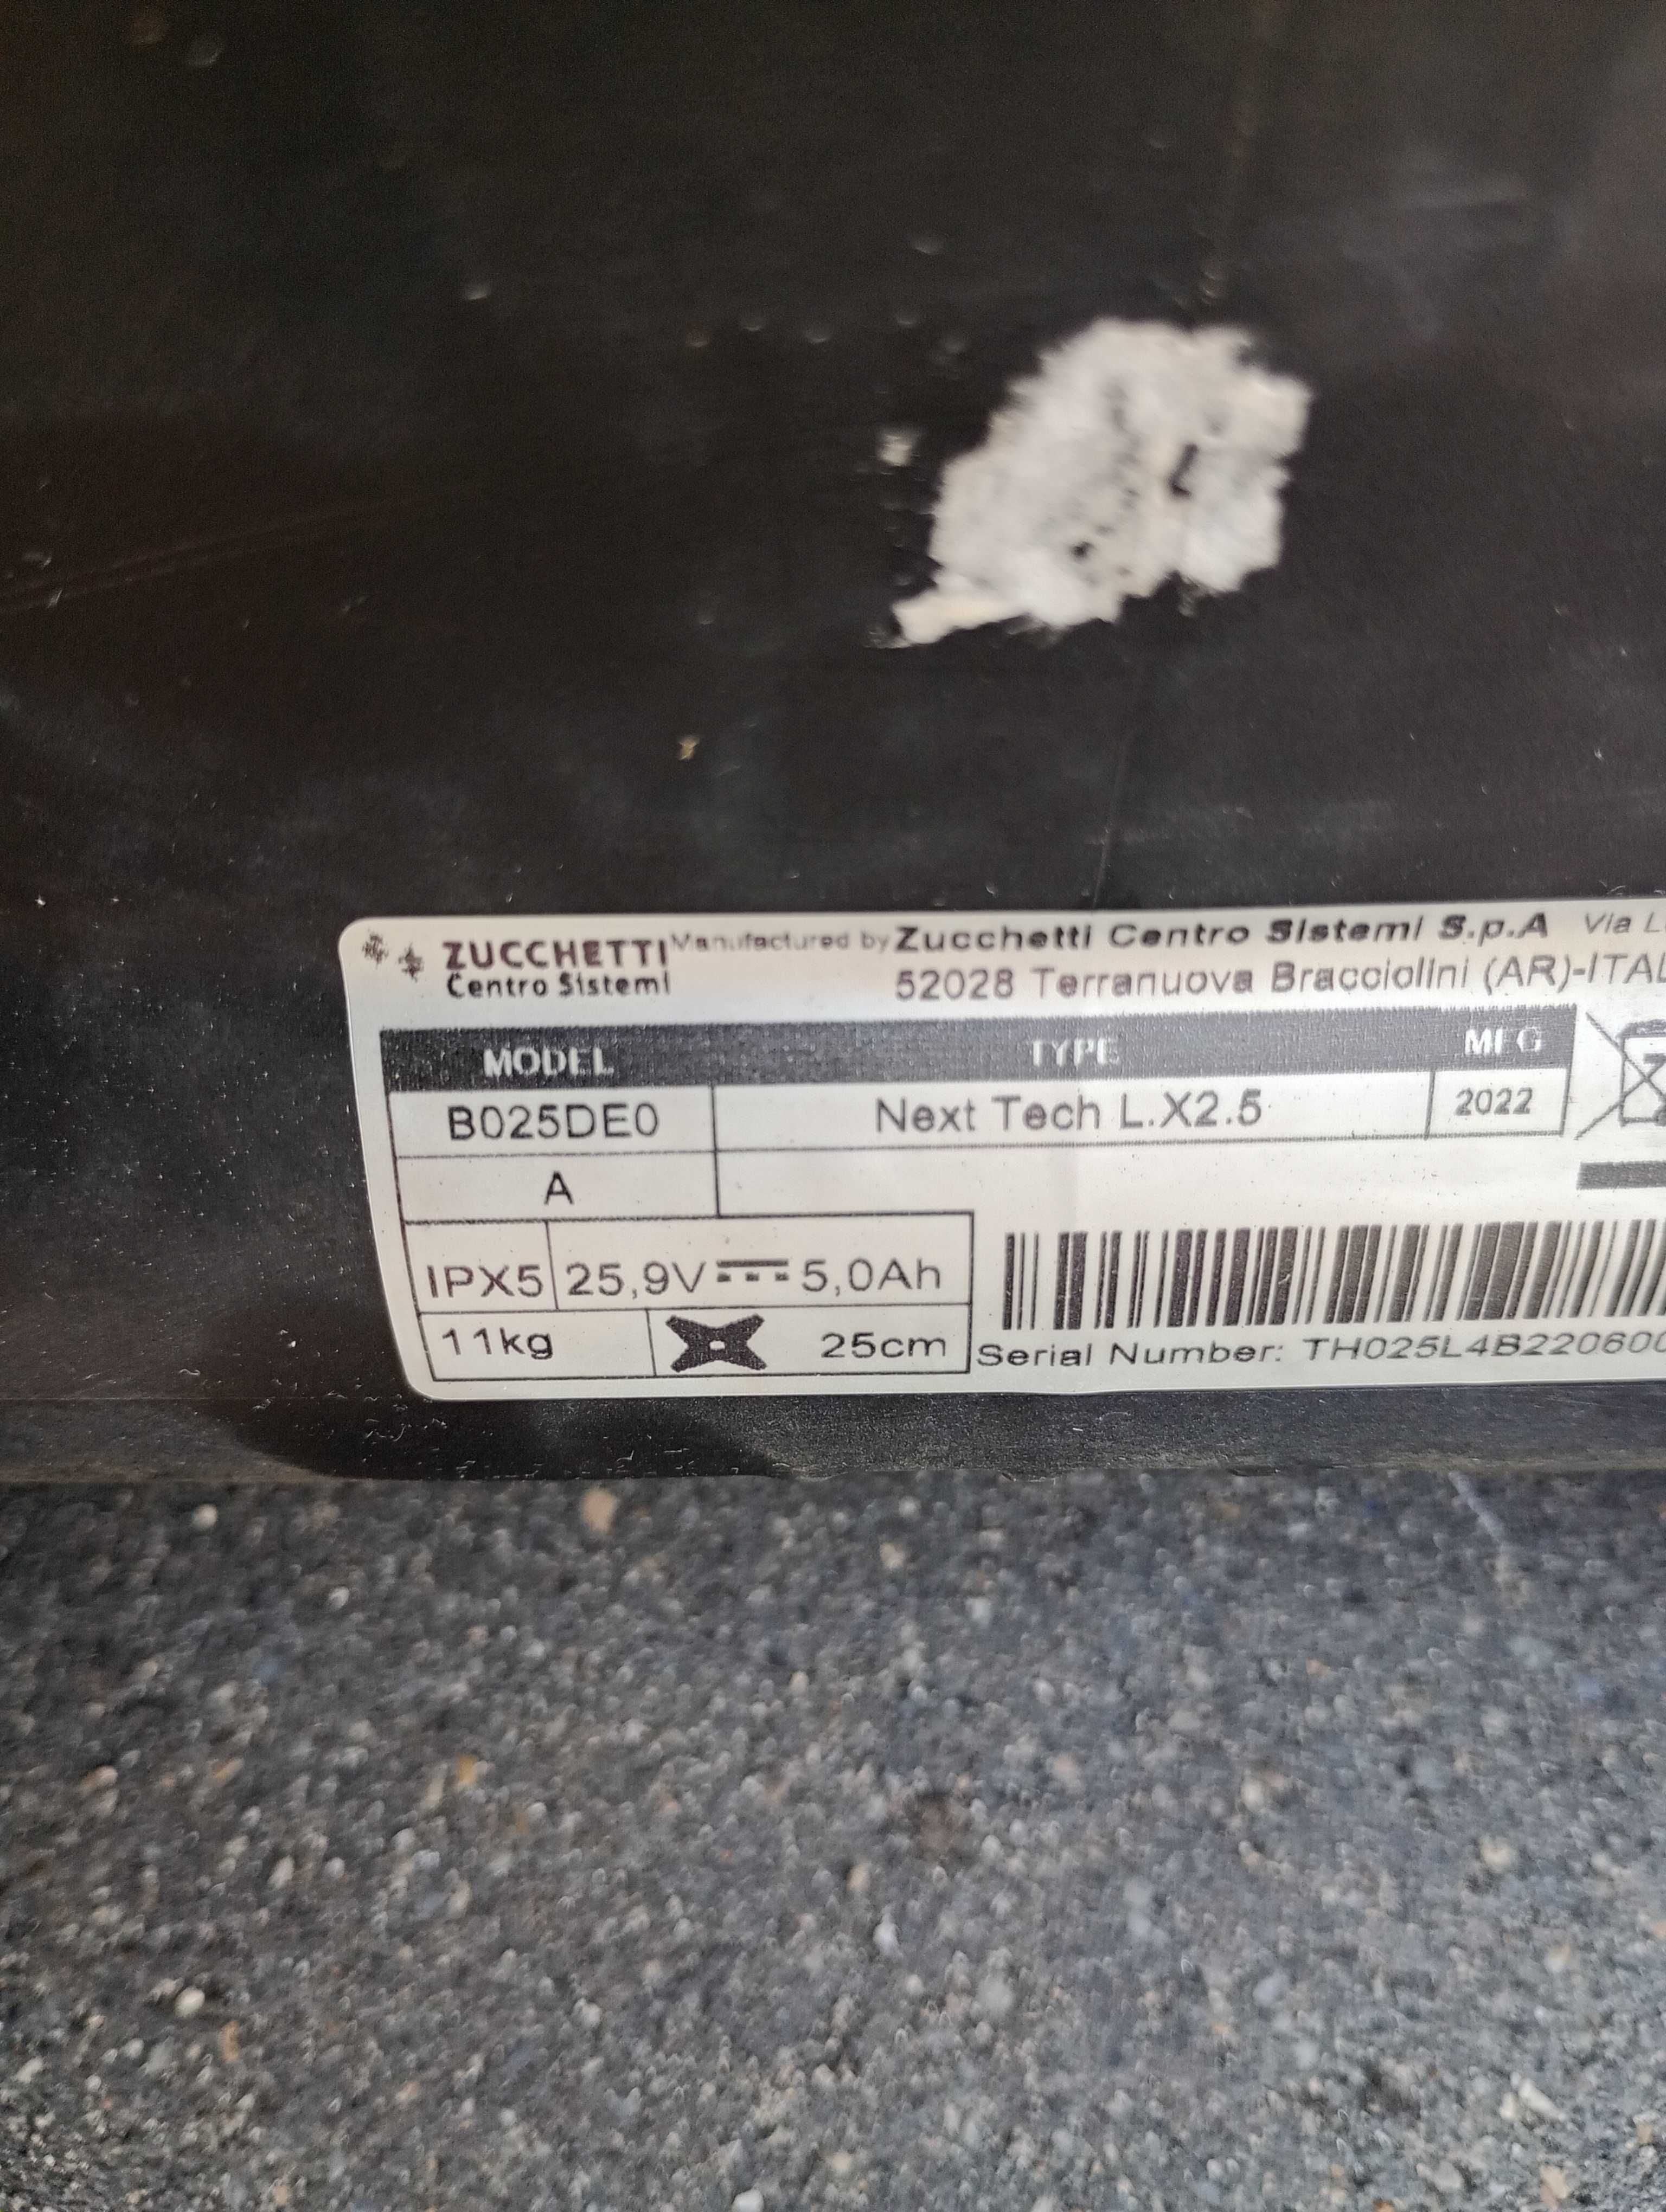 ZUCCHETTI
Centro Sistemi
Manufactured by Zucchetti Centro Sistemi S.p.A Via L
52028 Terranuova Bracciolini (AR)-ITAL
MODEL TYPE MFG
B025DE0 Next Tech L.X2.5 2022
A
IPX5 25,9V 5,0Ah
11kg 25cm
Serial Number: TH025L4B220600